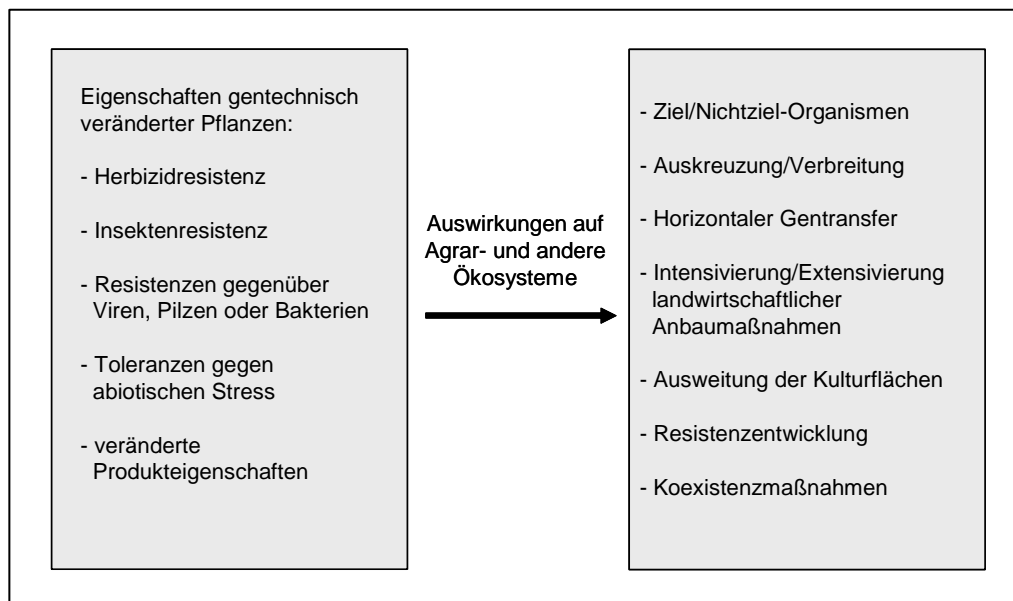 Eigenschaften gentechnisch
veränderter Pflanzen:
- Herbizidresistenz
- Insektenresistenz
- Resistenzen gegenüber
Viren, Pilzen oder Bakterien
- Toleranzen gegen
abiotischen Stress
- veränderte
Produkteigenschaften
Auswirkungen auf
Agrar- und andere
Ökosysteme
- Ziel/Nichtziel-Organismen
- Auskreuzung/Verbreitung
- Horizontaler Gentransfer
- Intensivierung/Extensivierung
landwirtschaftlicher
Anbaumaßnahmen
- Ausweitung der Kulturflächen
- Resistenzentwicklung
- Koexistenzmaßnahmen